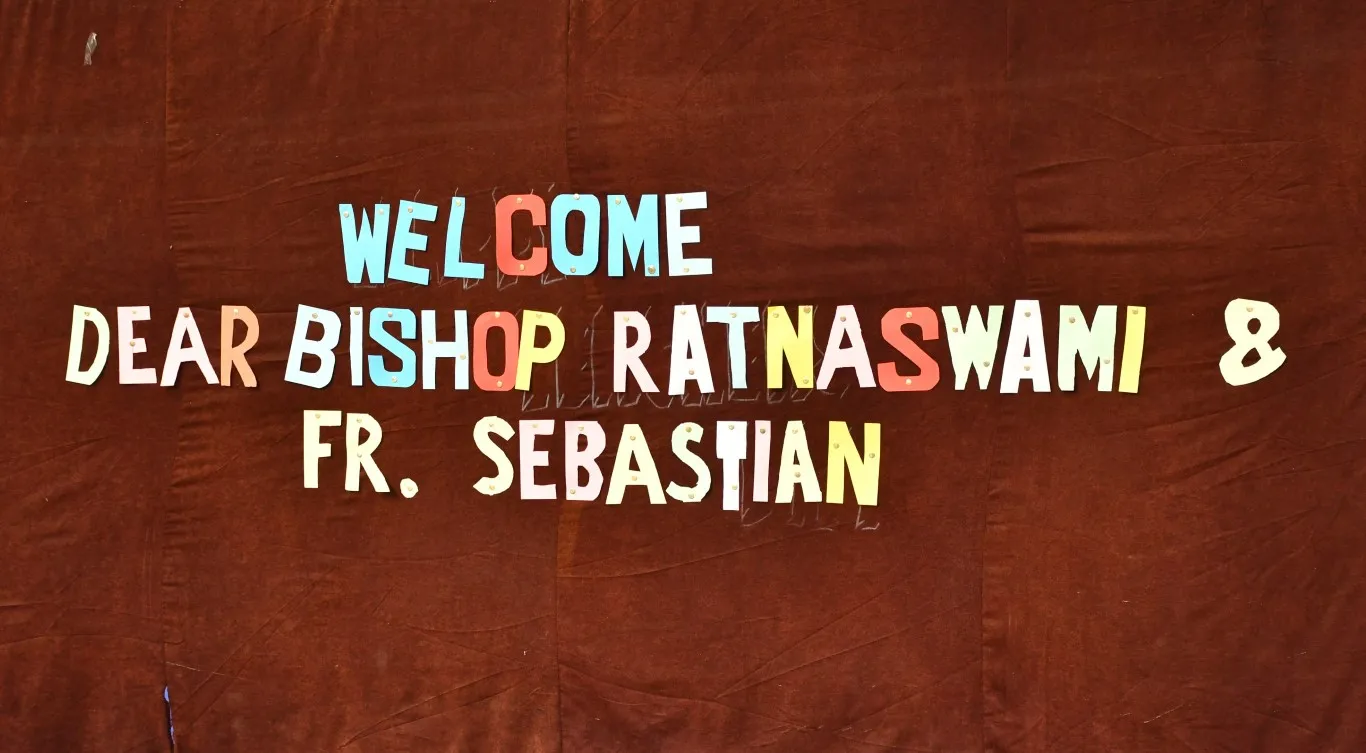 WELCOME
DEAR BISHOP RATNASWAMI &
FR. SEBASTIAN